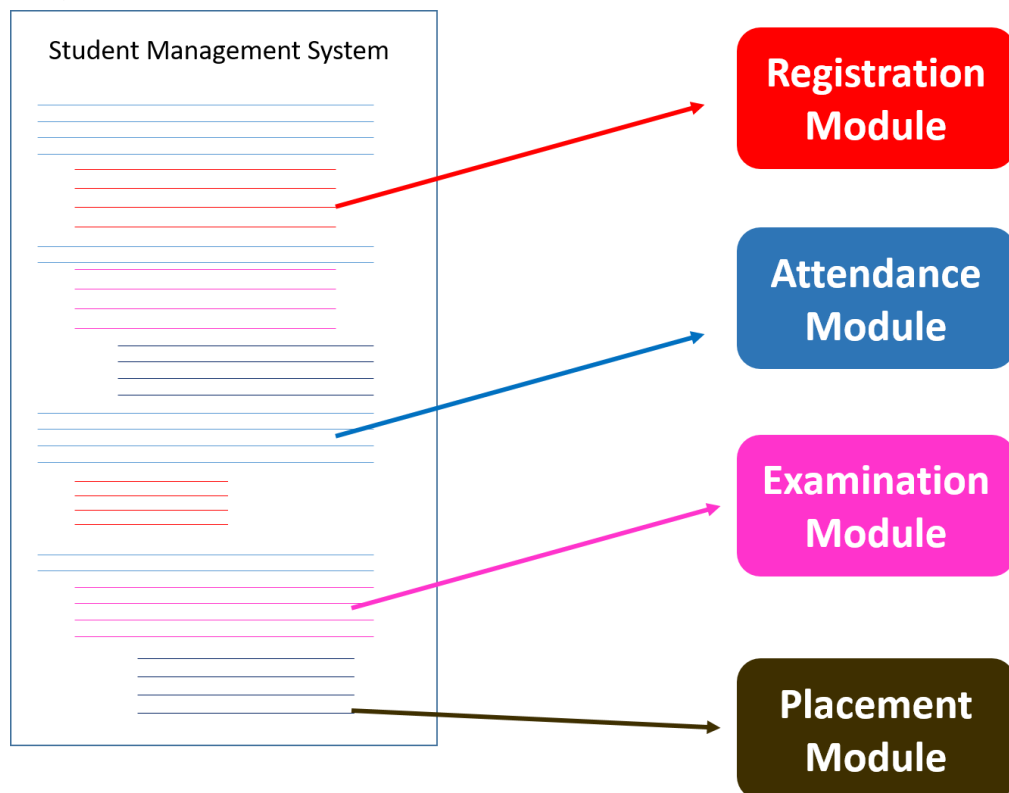 Student Management System
Registration
Module
Attendance
Module
Examination
Module
Placement
Module